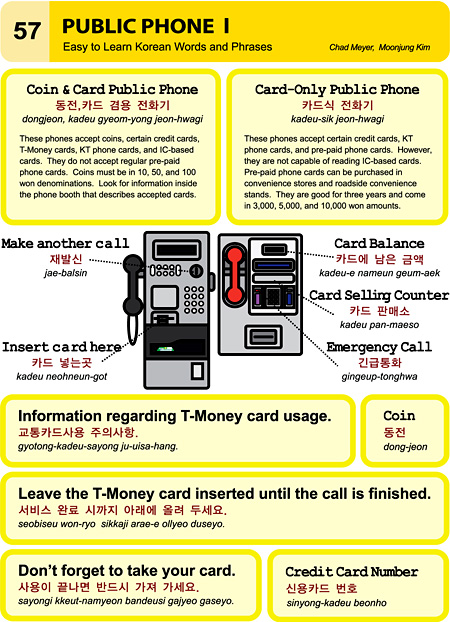 57
PUBLIC PHONE I
Easy to Learn Korean Words and Phrases
Chad Meyer, Moonjung Kim
Coin & Card Public Phone
동전,카드 겸용 전화기
dongjeon, kadeu gyeom-yong jeon-hwagi
These phones accept coins, certain credit cards,
T-Money cards, KT phone cards, and IC-based
cards. They do not accept regular pre-paid
phone cards. Coins must be in 10, 50, and 100
won denominations. Look for information inside
the phone booth that describes accepted cards.
Card-Only Public Phone
카드식 전화기
kadeu-sik jeon-hwagi
These phones accept certain credit cards, KT
phone cards, and pre-paid phone cards. However,
they are not capable of reading IC-based cards.
Pre-paid phone cards can be purchased in
convenience stores and roadside convenience
stands. They are good for three years and come
in 3,000, 5,000, and 10,000 won amounts.
Make another call
재발신
jae-balsin
Insert card here
카드 넣는곳
kadeu neohneun-got
Card Balance
카드에 남은 금액
kadeu-e nameun geum-aek
Card Selling Counter
카드 판매소
kadeu pan-maeso
Emergency Call
긴급통화
gingeup-tonghwa
Information regarding T-Money card usage.
교통카드사용 주의사항.
gyotong-kadeu-sayong ju-uisa-hang.
Coin
동전
dong-jeon
Leave the T-Money card inserted until the call is finished.
서비스 완료 시까지 아래에 올려 두세요.
seobiseu won-ryo sikkaji arae-e ollyeo duseyo.
Don't forget to take your card.
사용이 끝나면 반드시 가져 가세요.
sayongi kkeut-namyeon bandeusi gajyeo gaseyo.
Credit Card Number
신용카드 번호
sinyong-kadeu beonho